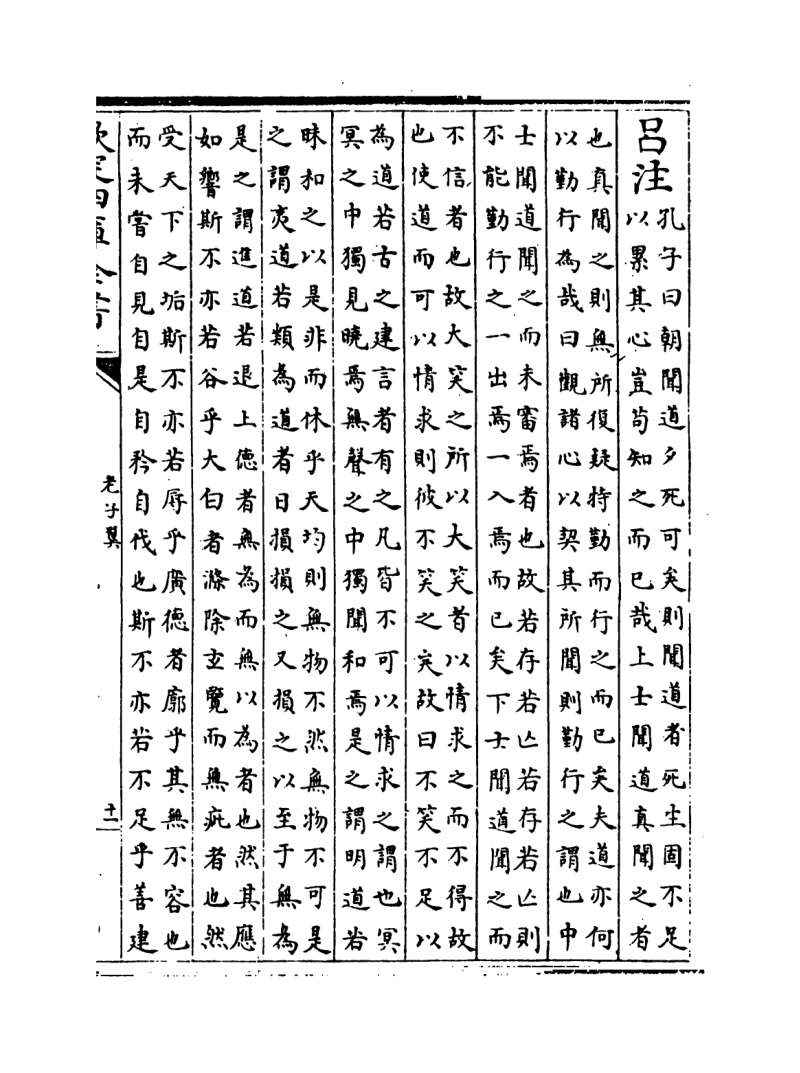 呂注
孔子曰朝聞道夕死可矣則聞道者死生固不足
以累其心豈苟知之而已哉上士聞道真聞之者
也真聞之則無所復疑特勤而行之而已矣夫道亦何
以勤行為哉曰觀諸心以契其所聞則勤行之謂也中
士聞道聞之而未審焉者也故若存若亡若存若亡則
不能勤行之一出焉一入焉而已矣下士聞道聞之而
不信者也故大笑之所以大笑者以情求之而不得故
也使道而可以情求則彼不笑之矣故曰不笑不足以
為道若古之建言者有之凡皆不可以情求之謂也冥
冥之中獨見曉焉無聲之中獨聞和焉是之謂明道若
昧和之以是非而休乎天均則無物不然無物不可是
之謂夷道若類為道者日損損之又損之以至于無為
是之謂進道若退上德者無為而無以為者也然其應
如響斯不亦若谷乎大白者滌除玄覽而無疵者也然
受天下之垢斯不亦若辱乎廣德者廓乎其無不容也
而未嘗自見自是自矜自伐也斯不亦若不足乎善建
欽定四庫全書
老子翼
十一